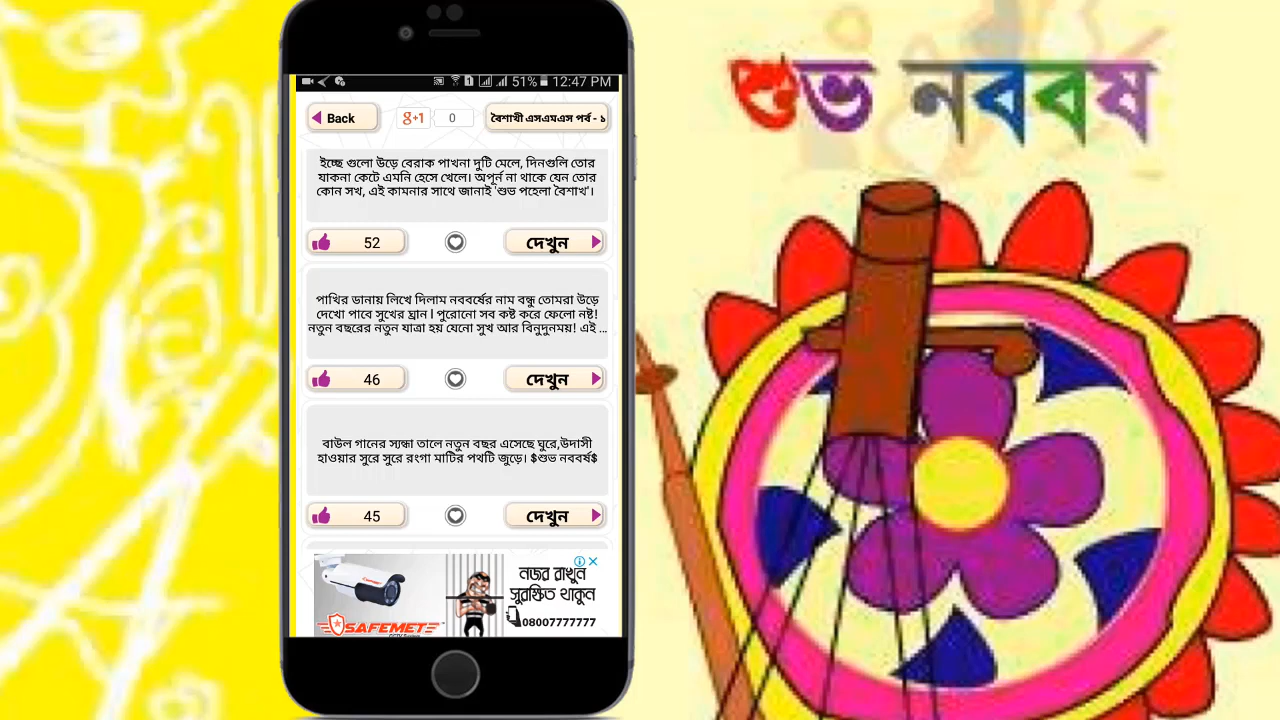 শুভ নববর্ষ
51% 12:47 PM
Back
g+1
0
বৈশাখী এসএমএস পর্ব - ১
ইচ্ছে গুলো উড়ে বেরাক পাখনা দুটি মেলে, দিনগুলি তোর
যাকনা কেটে এমনি হেসে খেলে। অপূর্ন না থাকে যেন তোর
কোন সখ, এই কামনার সাথে জানাই ‘শুভ পহেলা বৈশাখ’।
52
দেখুন
পাখির ডানায় লিখে দিলাম নববর্ষের নাম বন্ধু তোমরা উড়ে
দেখো পাবে সুখের ঘ্রান l পুরোনো সব কষ্ট করে ফেলো নষ্ট!
নতুন বছরের নতুন যাত্রা হয় যেনো সুখ আর বিনুদুনময়! এই ...
46
দেখুন
বাউল গানের সন্ধা তালে নতুন বছর এসেছে ঘুরে,উদাসী
হাওয়ার সুরে সুরে রংগা মাটির পথটি জুড়ে। $শুভ নববর্ষ$
45
দেখুন
নজর রাখুন
সুরক্ষিত থাকুন
SAFEMET
08007777777